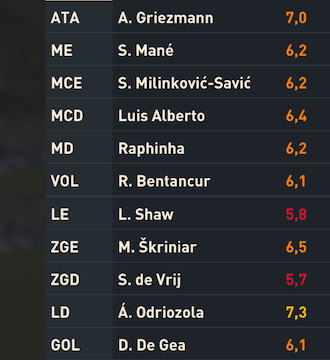 ATA A. Griezmann 7,0
ME S. Mané 6,2
MCE S. Milinković-Savić 6,2
MCD Luis Alberto 6,4
MD Raphinha 6,2
VOL R. Bentancur 6,1
LE L. Shaw 5,8
ZGE M. Škriniar 6,5
ZGD S. de Vrij 5,7
LD Á. Odriozola 7,3
GOL D. De Gea 6,1